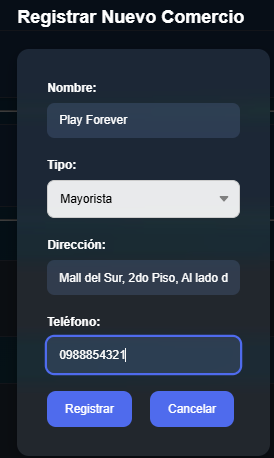 Registrar Nuevo Comercio
Nombre:
Play Forever
Tipo:
Mayorista
Dirección:
Mall del Sur, 2do Piso, Al lado d
Teléfono:
0988854321
Registrar Cancelar